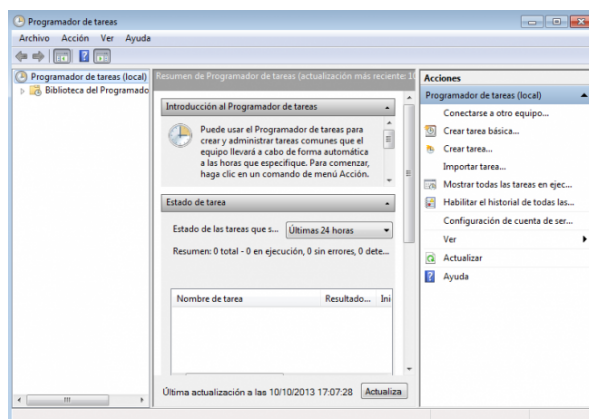 Programador de tareas
Archivo Acción Ver Ayuda
Programador de tareas (local)
Biblioteca del Programado
Resumen de Programador de tareas (actualización más reciente: 10
Introducción al Programador de tareas
Puede usar el Programador de tareas para
crear y administrar tareas comunes que el
equipo llevará a cabo de forma automática
a las horas que especifique. Para comenzar,
haga clic en un comando de menú Acción.
Estado de tarea
Estado de las tareas que s... Últimas 24 horas
Resumen: 0 total - 0 en ejecución, 0 sin errores, 0 dete...
Nombre de tarea Resultado... Ini
Última actualización a las 10/10/2013 17:07:28 Actualiza
Acciones
Programador de tareas (local)
Conectarse a otro equipo...
Crear tarea básica...
Crear tarea...
Importar tarea...
Mostrar todas las tareas en ejec...
Habilitar el historial de todas las...
Configuración de cuenta de ser...
Ver
Actualizar
Ayuda